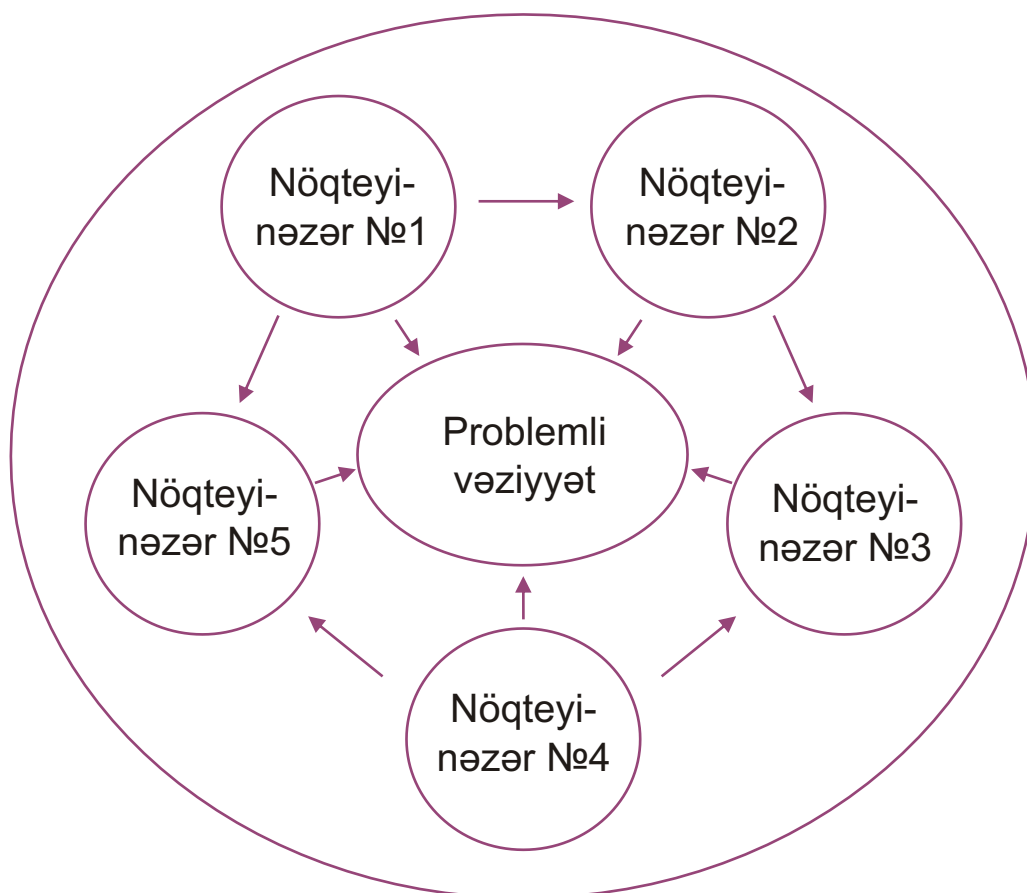 Nöqteyi-
nəzər №1
Nöqteyi-
nəzər №2
Problemli
vəziyyət
Nöqteyi-
nəzər №5
Nöqteyi-
nəzər №3
Nöqteyi-
nəzər №4